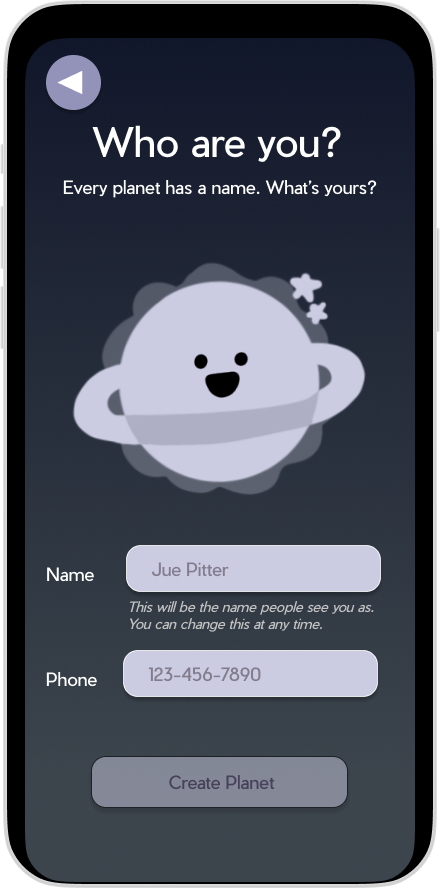 Who are you?
Every planet has a name. What's yours?
Name
Jue Pitter
This will be the name people see you as.
You can change this at any time.
Phone
123-456-7890
Create Planet